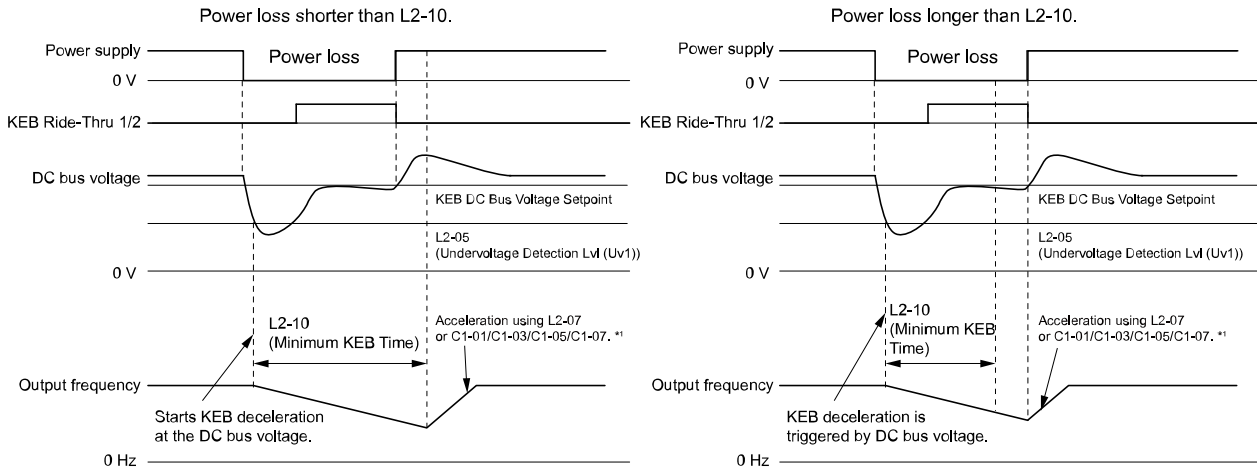 Power loss shorter than L2-10.
Power supply
Power loss
0 V
KEB Ride-Thru 1/2
DC bus voltage
KEB DC Bus Voltage Setpoint
L2-05
(Undervoltage Detection Lvl (Uv1))
0 V
L2-10
(Minimum KEB Time)
Acceleration using L2-07
or C1-01/C1-03/C1-05/C1-07. *1
Output frequency
Starts KEB deceleration
at the DC bus voltage.
0 Hz
Power loss longer than L2-10.
Power supply
Power loss
0 V
KEB Ride-Thru 1/2
DC bus voltage
KEB DC Bus Voltage Setpoint
L2-05
(Undervoltage Detection Lvl (Uv1))
0 V
L2-10
(Minimum KEB
Time)
Acceleration using L2-07
or C1-01/C1-03/C1-05/C1-07. *1
Output frequency
KEB deceleration is
triggered by DC bus voltage.
0 Hz